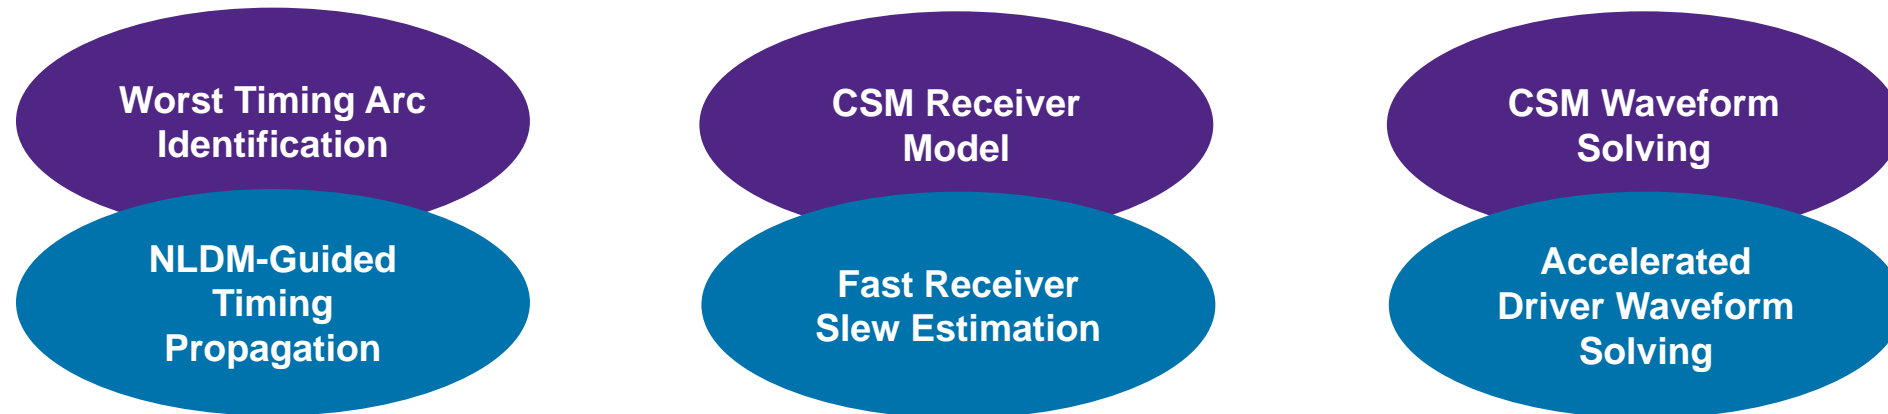 Worst Timing Arc
Identification
NLDM-Guided
Timing
Propagation
CSM Receiver
Model
Fast Receiver
Slew Estimation
CSM Waveform
Solving
Accelerated
Driver Waveform
Solving